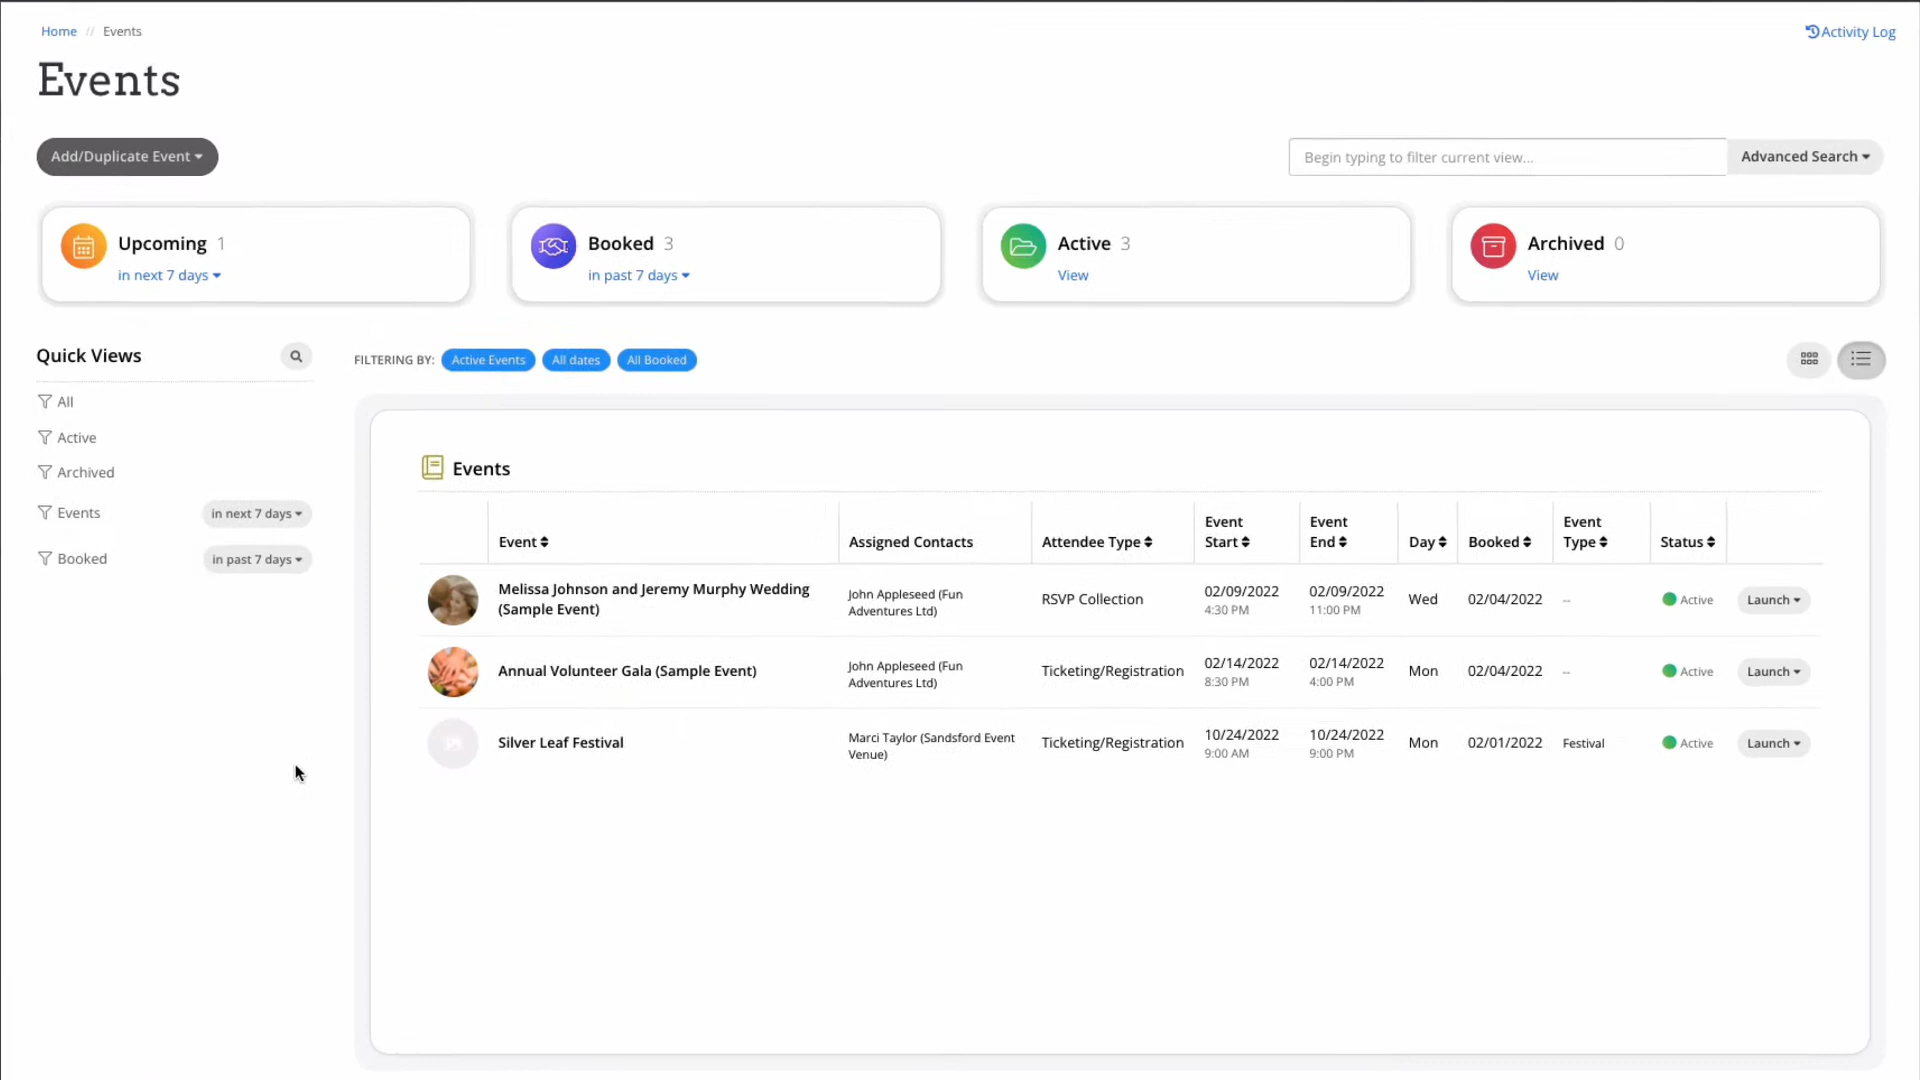 Home // Events
Activity Log
Events
Add/Duplicate Event
Begin typing to filter current view...
Advanced Search
Upcoming 1
in next 7 days
Booked 3
in past 7 days
Active 3
View
Archived 0
View
Quick Views
FILTERING BY: Active Events All dates All Booked
All
Active
Archived
Events in next 7 days
Booked in past 7 days
Events
Event
Assigned Contacts
Attendee Type
Event
Start
Event
End
Day
Booked
Event
Type
Status
Melissa Johnson and Jeremy Murphy Wedding
(Sample Event)
John Appleseed (Fun
Adventures Ltd)
RSVP Collection
02/09/2022
4:30 PM
02/09/2022
11:00 PM
Wed
02/04/2022
--
Active
Launch
Annual Volunteer Gala (Sample Event)
John Appleseed (Fun
Adventures Ltd)
Ticketing/Registration
02/14/2022
8:30 PM
02/14/2022
4:00 PM
Mon
02/04/2022
--
Active
Launch
Silver Leaf Festival
Marci Taylor (Sandsford Event
Venue)
Ticketing/Registration
10/24/2022
9:00 AM
10/24/2022
9:00 PM
Mon
02/01/2022
Festival
Active
Launch